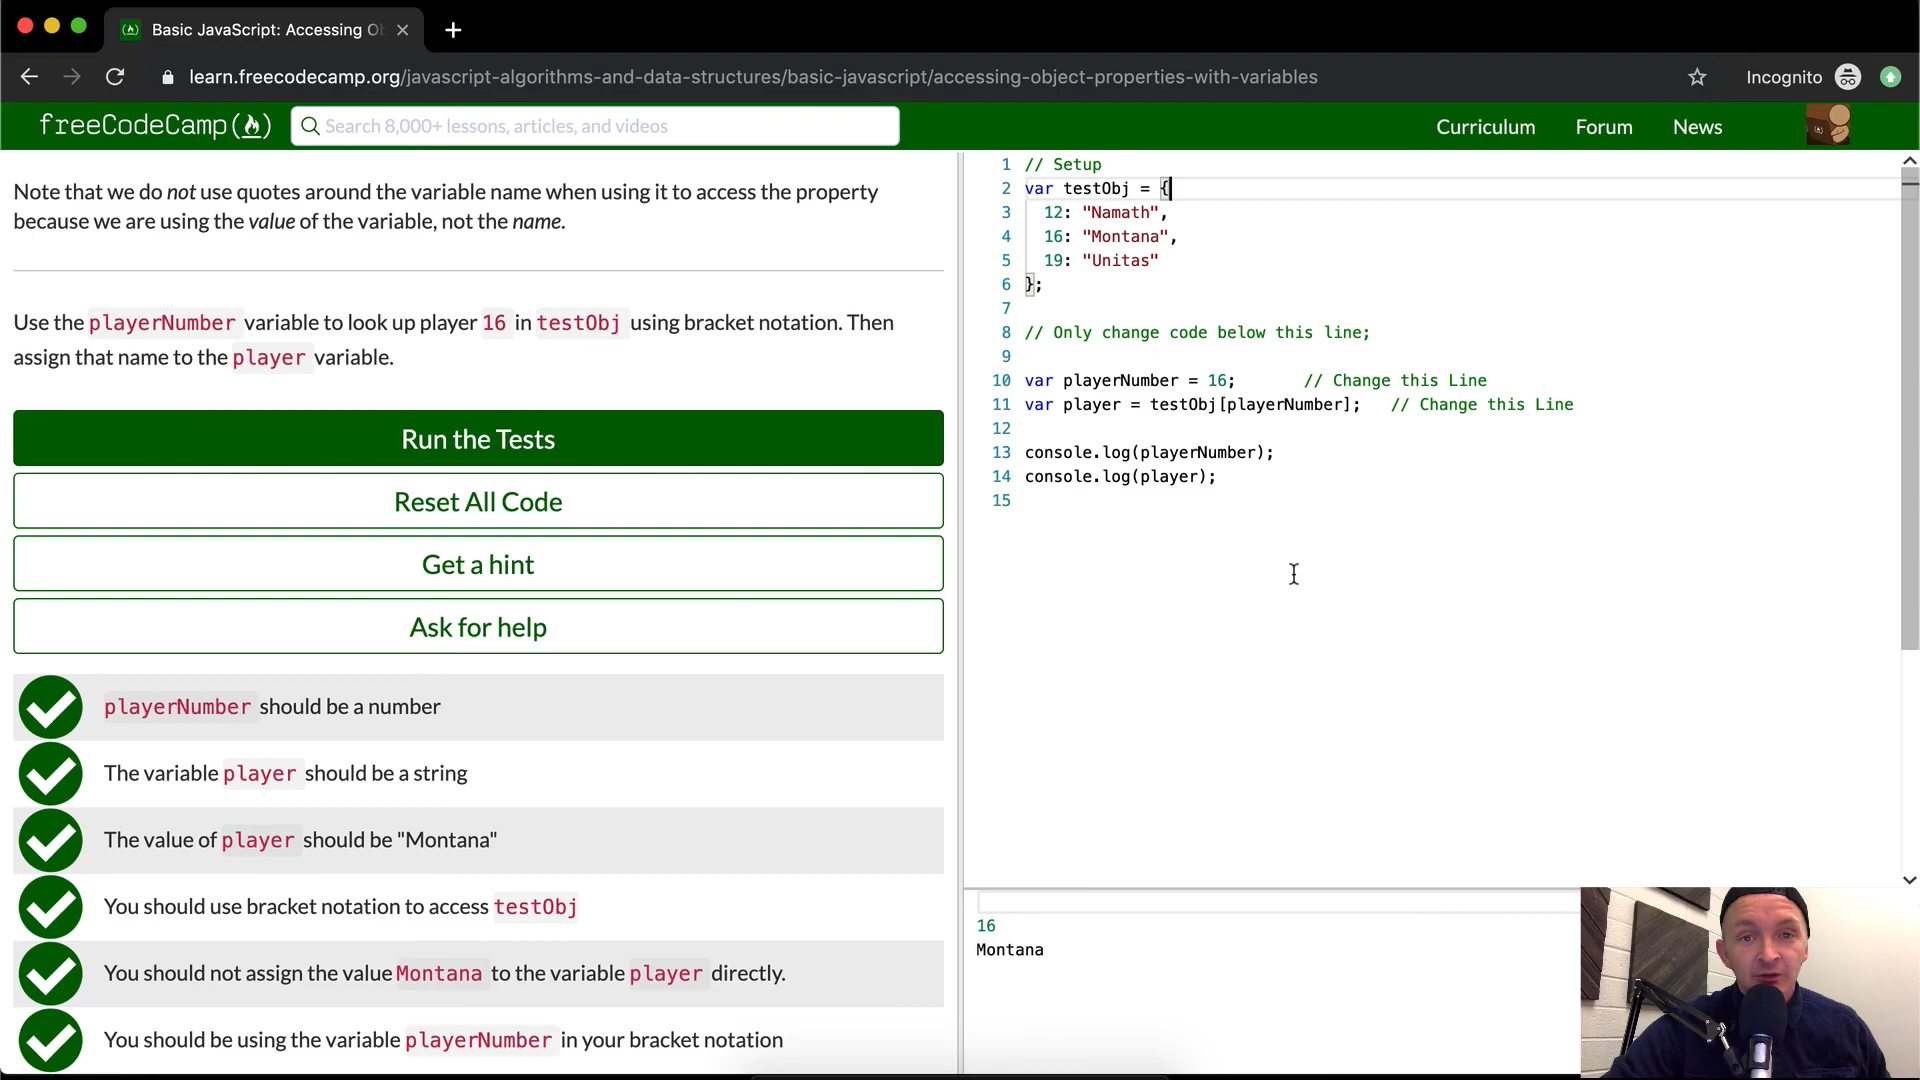 Basic JavaScript: Accessing Ob
learn.freecodecamp.org/javascript-algorithms-and-data-structures/basic-javascript/accessing-object-properties-with-variables
Incognito
freeCodeCamp
Search 8,000+ lessons, articles, and videos
Curriculum
Forum
News
Note that we do not use quotes around the variable name when using it to access the property
because we are using the value of the variable, not the name.
Use the playerNumber variable to look up player 16 in testObj using bracket notation. Then
assign that name to the player variable.
Run the Tests
Reset All Code
Get a hint
Ask for help
playerNumber should be a number
The variable player should be a string
The value of player should be "Montana"
You should use bracket notation to access testObj
You should not assign the value Montana to the variable player directly.
You should be using the variable playerNumber in your bracket notation
1 // Setup
2 var testObj = {
3 12: "Namath",
4 16: "Montana",
5 19: "Unitas"
6 };
7
8 // Only change code below this line;
9
10 var playerNumber = 16; // Change this Line
11 var player = testObj[playerNumber]; // Change this Line
12
13 console.log(playerNumber);
14 console.log(player);
15
16
Montana